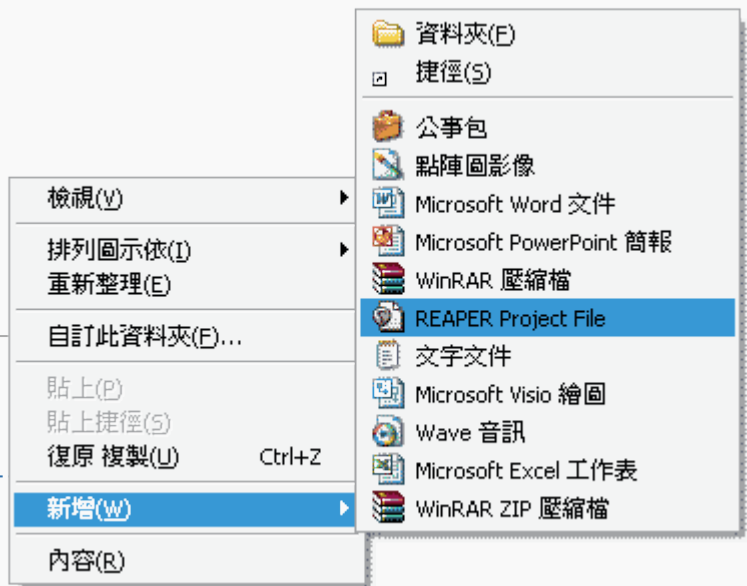 檢視(V)
排列圖示依(I)
重新整理(E)
自訂此資料夾(F)...
貼上(P)
貼上捷徑(S)
復原 複製(U) Ctrl+Z
新增(W)
內容(R)
資料夾(F)
捷徑(S)
公事包
點陣圖影像
Microsoft Word 文件
Microsoft PowerPoint 簡報
WinRAR 壓縮檔
REAPER Project File
文字文件
Microsoft Visio 繪圖
Wave 音訊
Microsoft Excel 工作表
WinRAR ZIP 壓縮檔